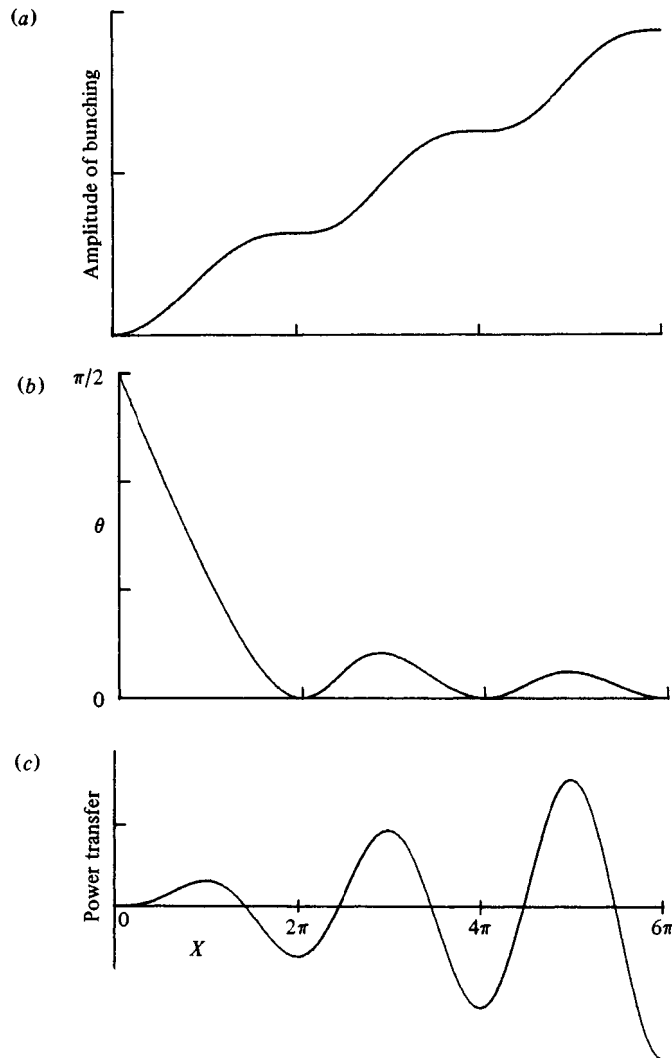 (a)
Amplitude of bunching
(b)
π/2
θ
0
(c)
Power transfer
0
2π
4π
6π
X